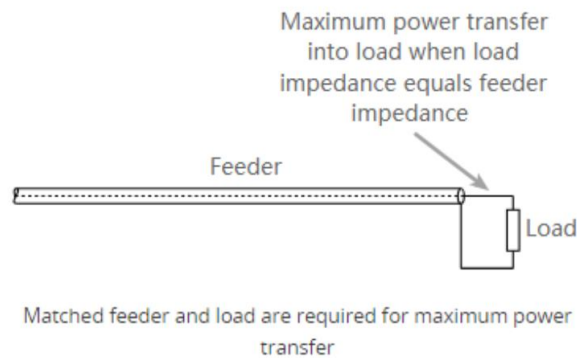 Maximum power transfer
into load when load
impedance equals feeder
impedance
Feeder
Load
Matched feeder and load are required for maximum power
transfer